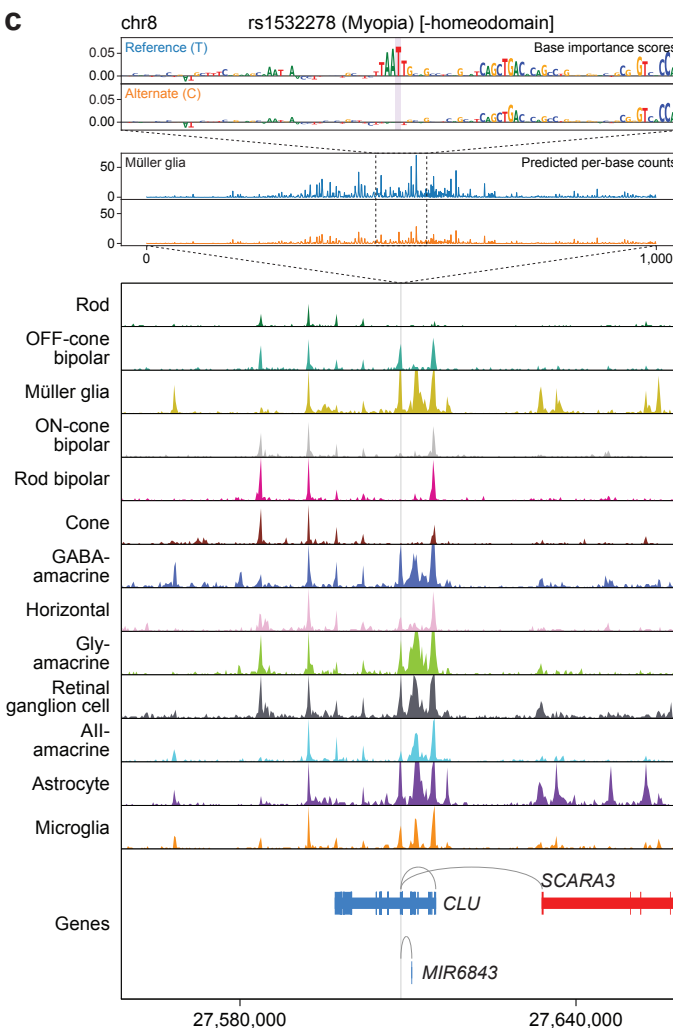 c
chr8 rs1532278 (Myopia) [-homeodomain]
Reference (T) Base importance scores
0.05
0.00
Alternate (C)
0.05
0.00
Müller glia Predicted per-base counts
50
0
50
0
0 1,000
Rod
OFF-cone
bipolar
Müller glia
ON-cone
bipolar
Rod bipolar
Cone
GABA-
amacrine
Horizontal
Gly-
amacrine
Retinal
ganglion cell
AII-
amacrine
Astrocyte
Microglia
SCARA3
CLU
Genes
MIR6843
27,580,000 27,640,000